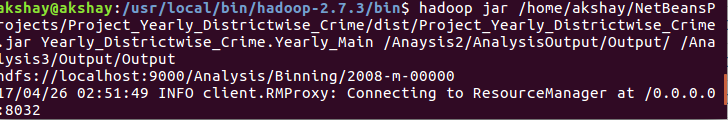 akshay@akshay:/usr/local/bin/hadoop-2.7.3/bin$ hadoop jar /home/akshay/NetBeansP
rojects/Project_Yearly_Districtwise_Crime/dist/Project_Yearly_Districtwise_Crime
.jar Yearly_Districtwise_Crime.Yearly_Main /Anaysis2/AnalysisOutput/Output/ /Ana
lysis3/Output/Output
hdfs://localhost:9000/Analysis/Binning/2008-m-00000
17/04/26 02:51:49 INFO client.RMProxy: Connecting to ResourceManager at /0.0.0.0
:8032